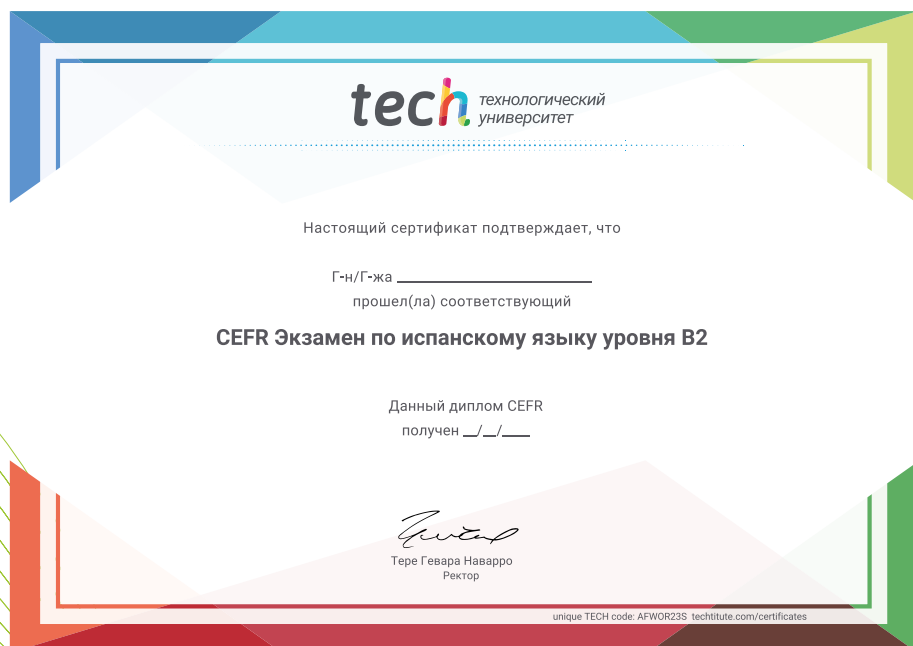 tech технологический
университет
Настоящий сертификат подтверждает, что
Г-н/Г-жа
прошел(ла) соответствующий
CEFR Экзамен по испанскому языку уровня B2
Данный диплом CEFR
получен __/__/____
Тере Гевара Наварро
Ректор
unique TECH code: AFWOR23S techtitute.com/certificates